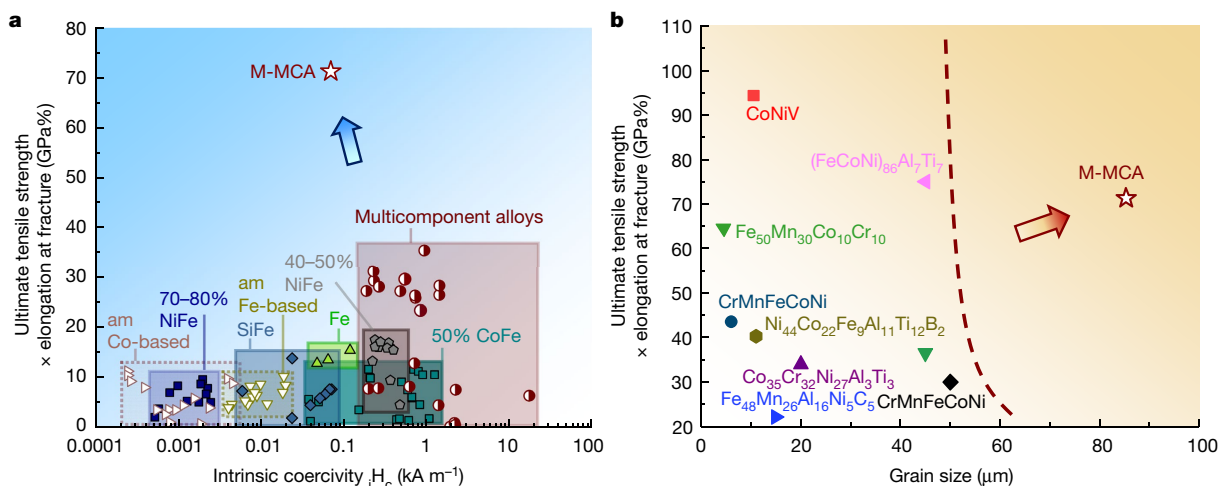 a
Ultimate tensile strength
× elongation at fracture (GPa%)
80
70
60
50
40
30
20
10
0
M-MCA
Multicomponent alloys
40–50%
NiFe
am
Fe-based
70–80%
NiFe
am
Co-based
SiFe
Fe
50% CoFe
0.0001
0.001
0.01
0.1
1
10
100
Intrinsic coercivity ᵢH꜀ (kA m⁻¹)
b
Ultimate tensile strength
× elongation at fracture (GPa%)
110
100
90
80
70
60
50
40
30
20
CoNiV
(FeCoNi)₈₆Al₇Ti₇
M-MCA
Fe₅₀Mn₃₀Co₁₀Cr₁₀
CrMnFeCoNi
Ni₄₄Co₂₂Fe₉Al₁₁Ti₁₂B₂
Co₃₅Cr₃₂Ni₂₇Al₃Ti₃
Fe₄₈Mn₂₆Al₁₆Ni₅C₅
CrMnFeCoNi
0
20
40
60
80
100
Grain size (μm)